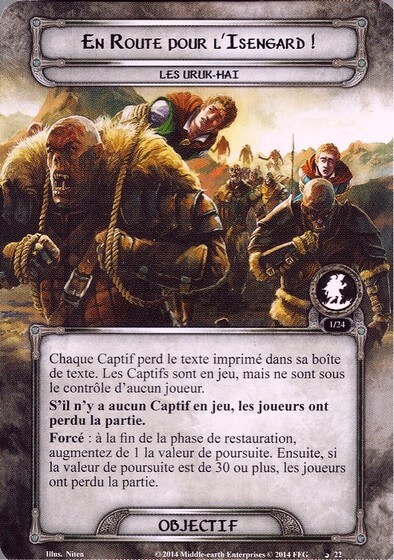 En Route pour l'Isengard !
Les Uruk-hai
1/24
Chaque Captif perd le texte imprimé dans sa boîte
de texte. Les Captifs sont en jeu, mais ne sont sous
le contrôle d'aucun joueur.
S'il n'y a aucun Captif en jeu, les joueurs ont
perdu la partie.
Forcé : à la fin de la phase de restauration,
augmentez de 1 la valeur de poursuite. Ensuite, si
la valeur de poursuite est de 30 ou plus, les joueurs
ont perdu la partie.
Objectif
Illus. Niten © 2014 Middle-earth Enterprises © 2014 FFG 22